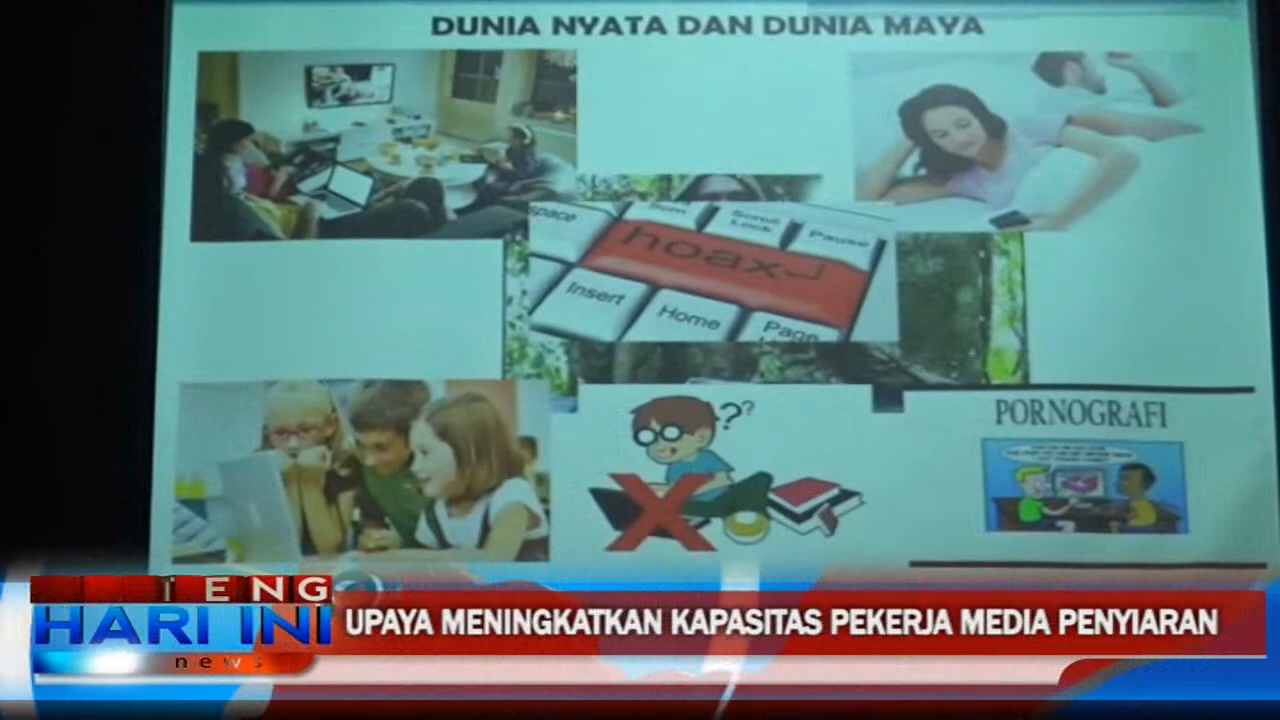 DUNIA NYATA DAN DUNIA MAYA
space
Scroll
Lock
Pause
hoax
Insert
Home
Page
??
PORNOGRAFI
TENG
HARI INI
news
UPAYA MENINGKATKAN KAPASITAS PEKERJA MEDIA PENYIARAN